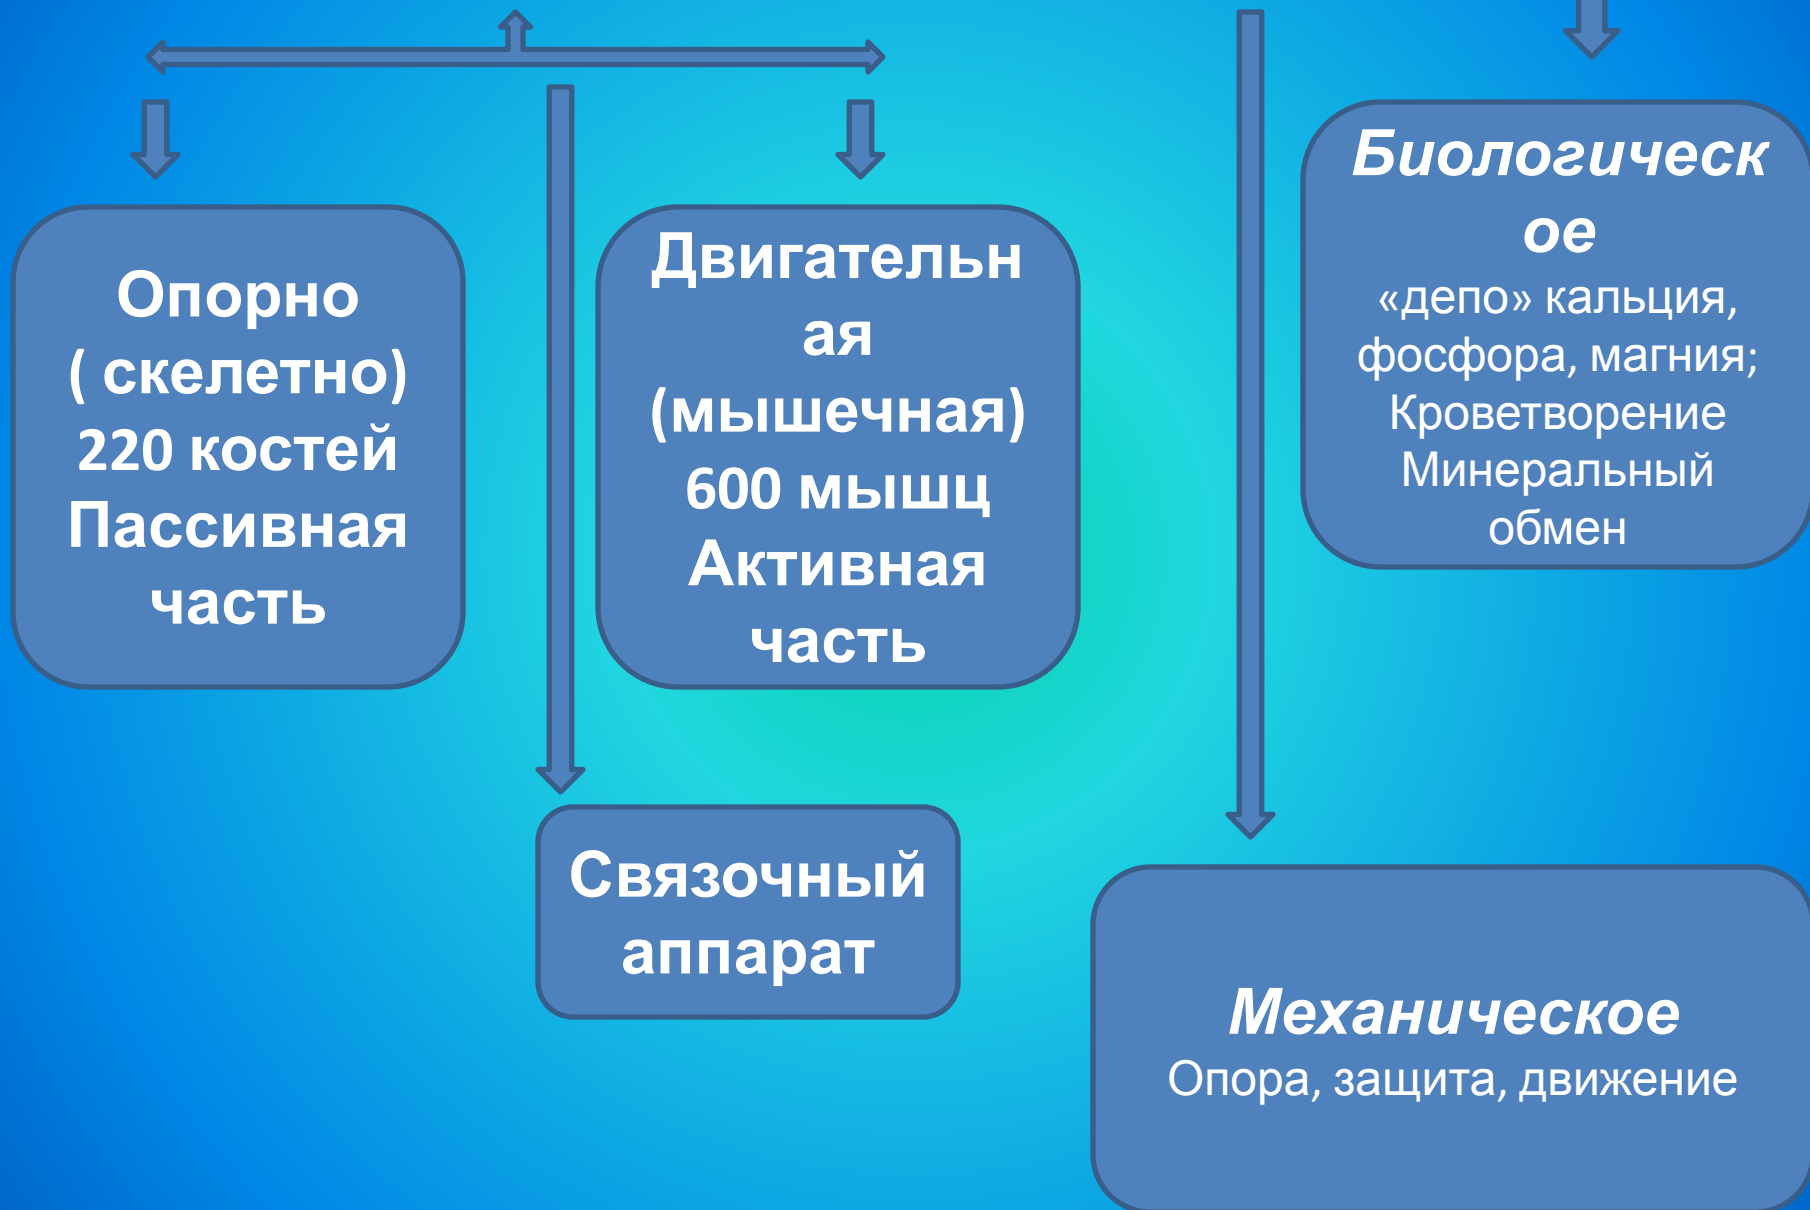 Опорно
( скелетно)
220 костей
Пассивная
часть
Двигательн
ая
(мышечная)
600 мышц
Активная
часть
Биологическ
ое
«депо» кальция,
фосфора, магния;
Кроветворение
Минеральный
обмен
Связочный
аппарат
Механическое
Опора, защита, движение